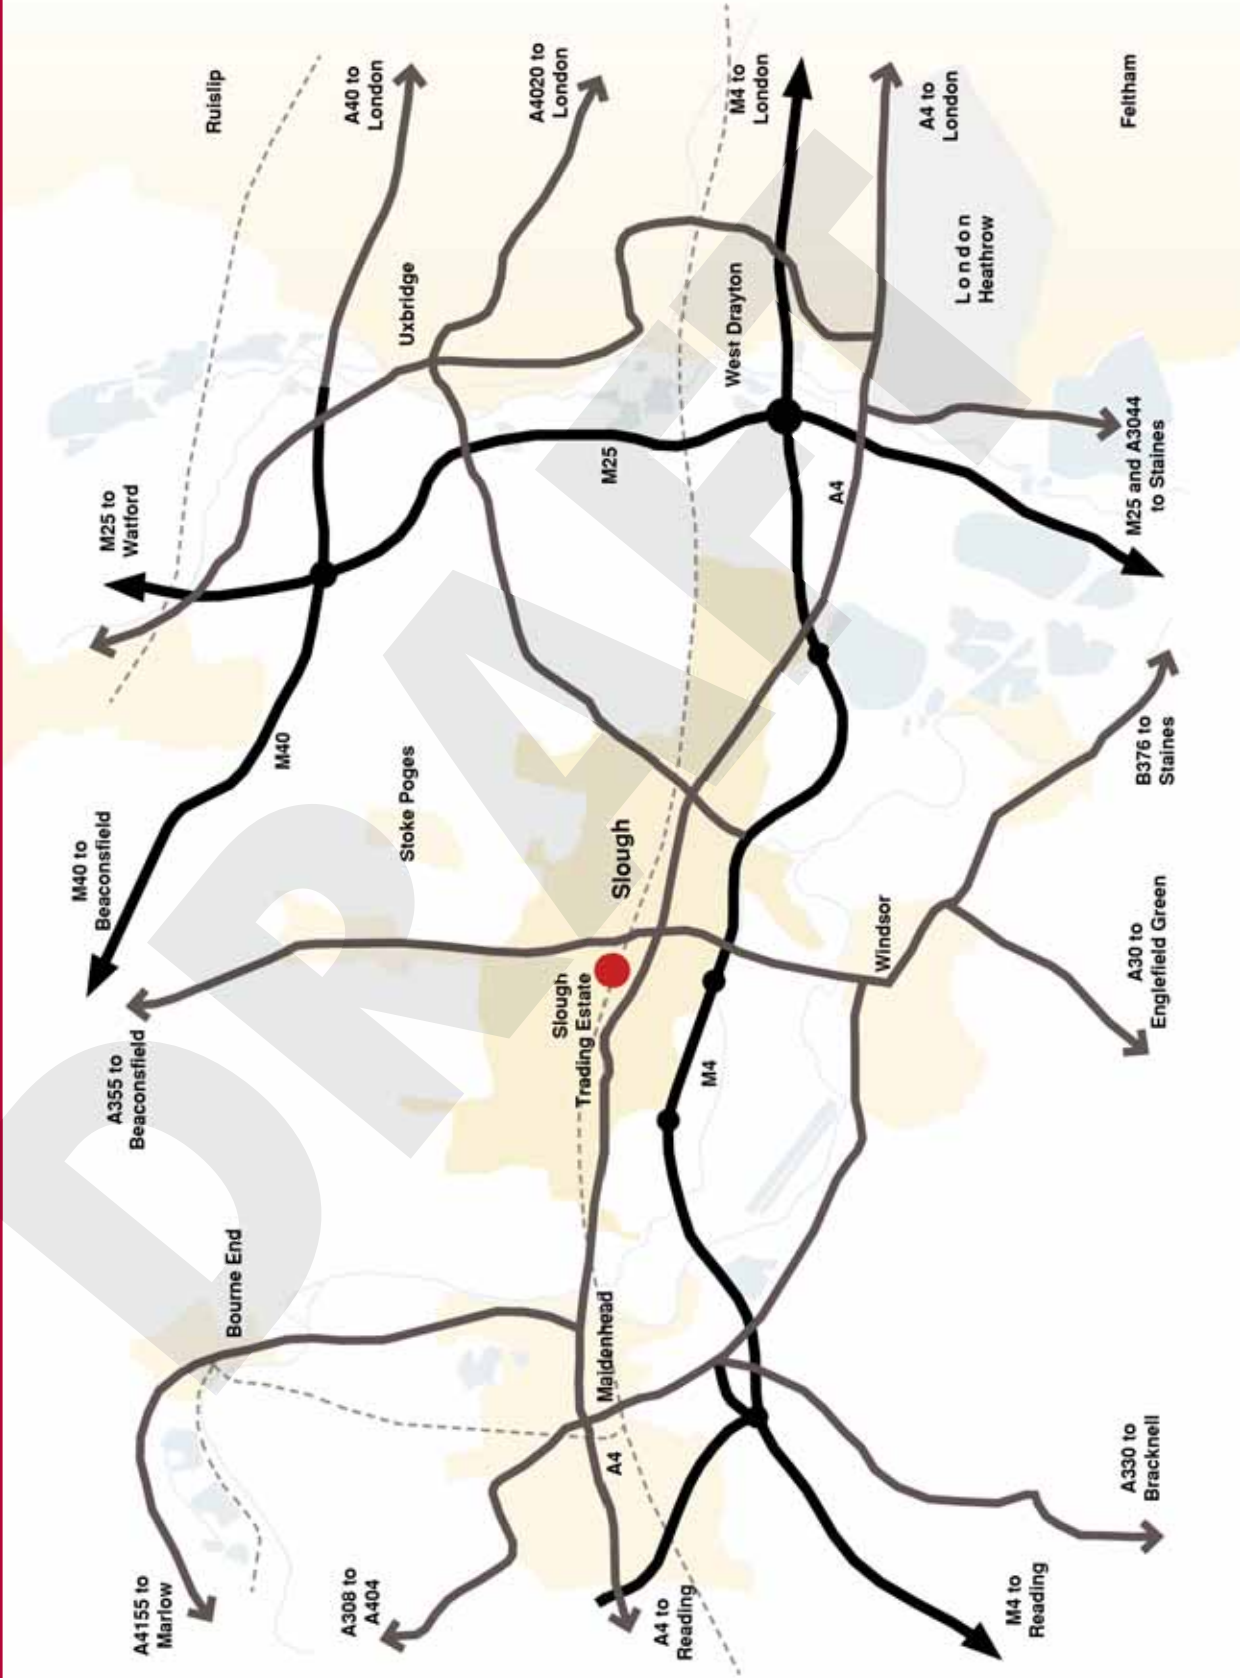 Ruislip
A40 to
London
A4020 to
London
M4 to
London
A4 to
London
Feltham
Uxbridge
London
Heathrow
West Drayton
M25 to
Watford
M25
A4
M25 and A3044
to Staines
M40
M40 to
Beaconsfield
Stoke Poges
Slough
B376 to
Staines
Windsor
A30 to
Englefield Green
Slough
Trading Estate
A355 to
Beaconsfield
M4
Bourne End
Maidenhead
A4
A4155 to
Marlow
A308 to
A404
A4 to
Reading
M4 to
Reading
A330 to
Bracknell
DRAFT